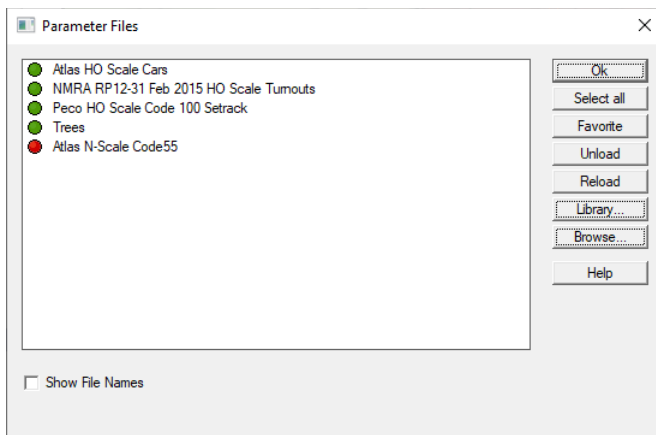 Parameter Files
Atlas HO Scale Cars
NMRA RP12-31 Feb 2015 HO Scale Turnouts
Peco HO Scale Code 100 Setrack
Trees
Atlas N-Scale Code55
Ok
Select all
Favorite
Unload
Reload
Library...
Browse...
Help
Show File Names